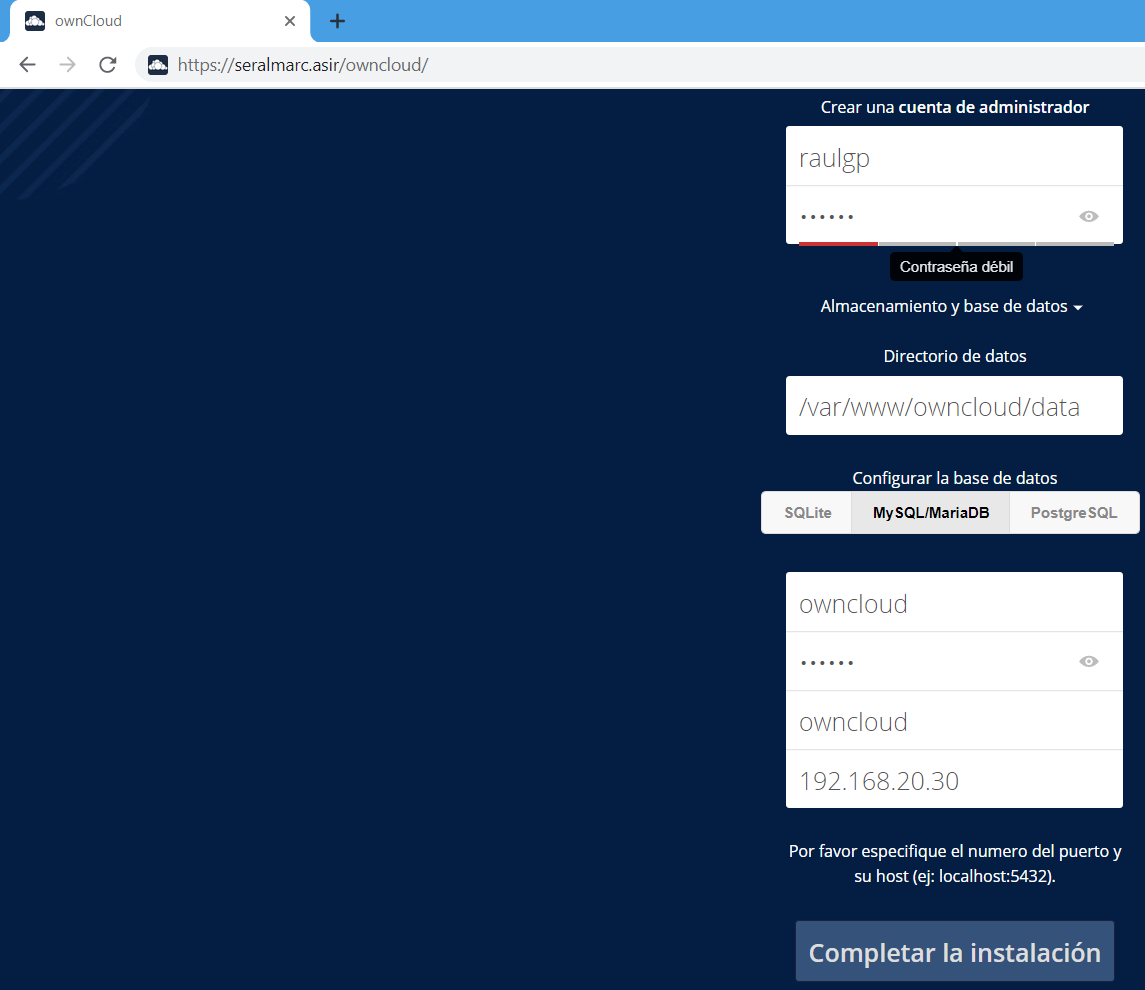 ownCloud
https://seralmarc.asir/owncloud/
Crear una cuenta de administrador
raulgp
••••••
Contraseña débil
Almacenamiento y base de datos
Directorio de datos
/var/www/owncloud/data
Configurar la base de datos
SQLite MySQL/MariaDB PostgreSQL
owncloud
••••••
owncloud
192.168.20.30
Por favor especifique el numero del puerto y
su host (ej: localhost:5432).
Completar la instalación